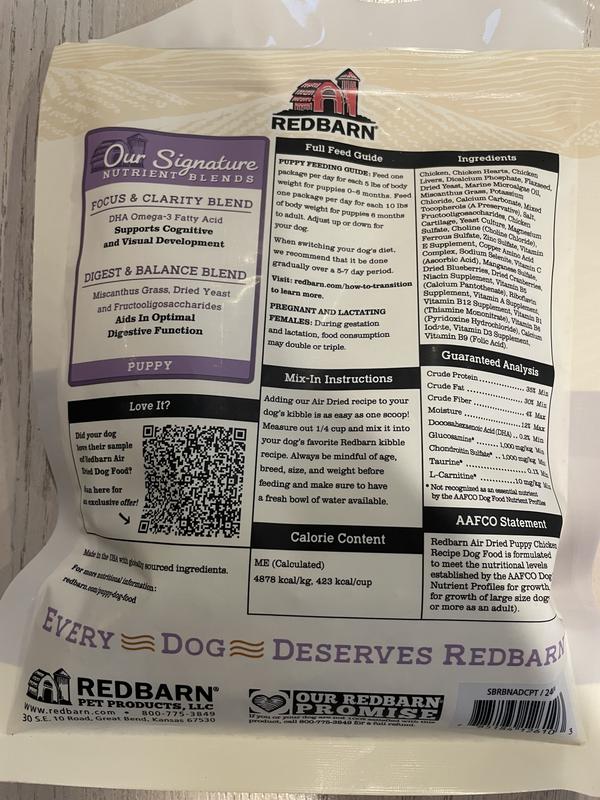 REDBARN
Our Signature
NUTRIENT BLENDS
FOCUS & CLARITY BLEND
DHA Omega-3 Fatty Acid
Supports Cognitive
and Visual Development
DIGEST & BALANCE BLEND
Miscanthus Grass, Dried Yeast
and Fructooligosaccharides
Aids In Optimal
Digestive Function
PUPPY
Love It?
Did your dog
love their sample
of Redbarn Air
Dried Dog Food?
an here for
an exclusive offer!
Made in the USA with globally sourced ingredients.
For more nutritional information:
redbarn.com/puppy-dog-food
Full Feed Guide
PUPPY FEEDING GUIDE: Feed one
package per day for each 5 lbs of body
weight for puppies 0-6 months. Feed
one package per day for each 10 lbs
of body weight for puppies 6 months
to adult. Adjust up or down for
your dog.
When switching your dog's diet,
we recommend that it be done
gradually over a 5-7 day period.
Visit: redbarn.com/how-to-transition
to learn more.
PREGNANT AND LACTATING
FEMALES: During gestation
and lactation, food consumption
may double or triple.
Mix-In Instructions
Adding our Air Dried recipe to your
dog's kibble is as easy as one scoop!
Measure out 1/4 cup and mix it into
your dog's favorite Redbarn kibble
recipe. Always be mindful of age,
breed, size, and weight before
feeding and make sure to have
a fresh bowl of water available.
Calorie Content
ME (Calculated)
4878 kcal/kg, 423 kcal/cup
Ingredients
Chicken, Chicken Hearts, Chicken
Livers, Dicalcium Phosphate, Flaxseed,
Dried Yeast, Marine Microalgae Oil,
Miscanthus Grass, Potassium
Chloride, Calcium Carbonate, Mixed
Tocopherols (A Preservative), Salt,
Fructooligosaccharides, Chicken
Cartilage, Yeast Culture, Magnesium
Sulfate, Choline (Choline Chloride),
Ferrous Sulfate, Zinc Sulfate, Vitamin
E Supplement, Copper Amino Acid
Complex, Sodium Selenite, Vitamin C
(Ascorbic Acid), Manganese Sulfate,
Dried Blueberries, Dried Cranberries,
Niacin Supplement, Vitamin B5
(Calcium Pantothenate), Riboflavin
Supplement, Vitamin A Supplement,
Vitamin B12 Supplement, Vitamin B1
(Thiamine Mononitrate), Vitamin B6
(Pyridoxine Hydrochloride), Calcium
Iodate, Vitamin D3 Supplement,
Vitamin B9 (Folic Acid).
Guaranteed Analysis
Crude Protein 35% Min
Crude Fat 30% Min
Crude Fiber 4% Max
Moisture 12% Max
Docosahexaenoic Acid (DHA) 0.2% Min
Glucosamine* 1,000 mg/kg Min
Chondroitin Sulfate* 1,000 mg/kg Min
Taurine* 0.1% Min
L-Carnitine* 10 mg/kg Min
* Not recognized as an essential nutrient
by the AAFCO Dog Food Nutrient Profiles
AAFCO Statement
Redbarn Air Dried Puppy Chicken
Recipe Dog Food is formulated
to meet the nutritional levels
established by the AAFCO Dog
Nutrient Profiles for growth,
for growth of large size dogs
or more as an adult).
EVERY DOG DESERVES REDBARN
REDBARN®
PET PRODUCTS, LLC
www.redbarn.com • 800-775-3849
30 S.E. 10 Road, Great Bend, Kansas 67530
OUR REDBARN®
PROMISE
If you or your dog are not 100% satisfied with this
product, call 800-775-3849 for a full refund.
SBRBNADCPT / 24